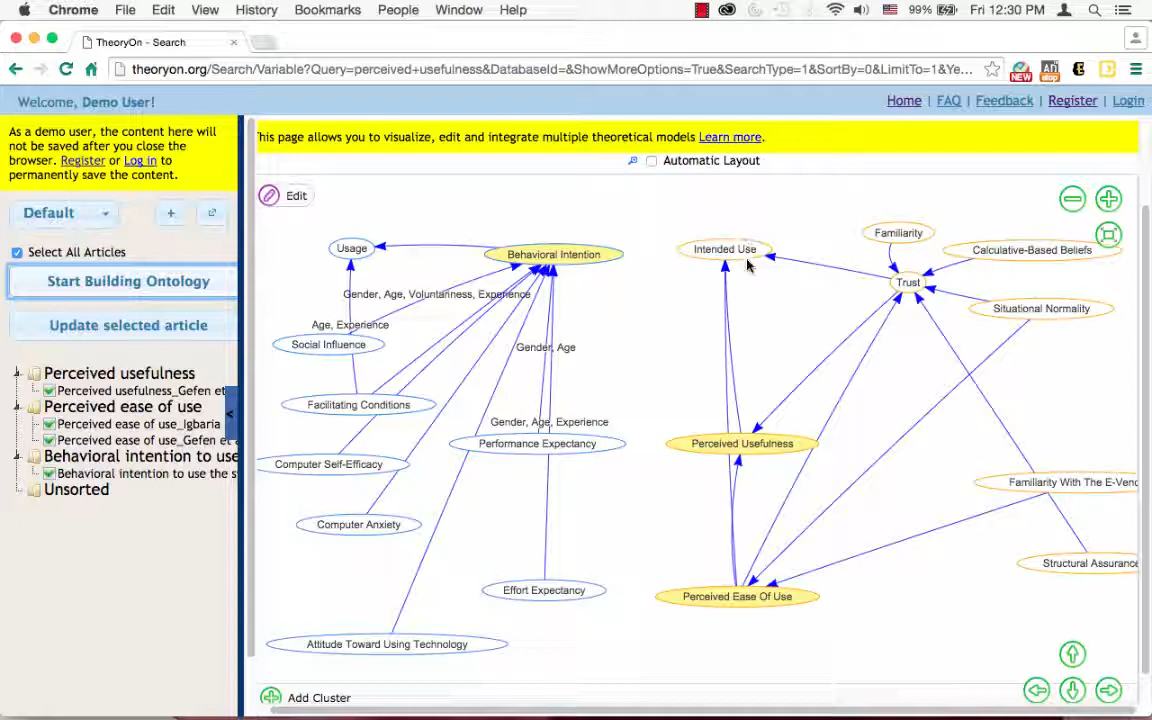 Chrome File Edit View History Bookmarks People Window Help 99% Fri 12:30 PM
TheoryOn - Search
theoryon.org/Search/Variable?Query=perceived+usefulness&DatabaseId=&ShowMoreOptions=True&SearchType=1&SortBy=0&LimitTo=1&Ye...
NEW
AD
Welcome, Demo User!
Home | FAQ | Feedback | Register | Login
As a demo user, the content here will
not be saved after you close the
browser. Register or Log in to
permanently save the content.
Default
+
Select All Articles
Start Building Ontology
Update selected article
Perceived usefulness
Perceived usefulness_Gefen et
Perceived ease of use
Perceived ease of use_Igbaria
Perceived ease of use_Gefen et a
Behavioral intention to use
Behavioral intention to use the s
Unsorted
<
This page allows you to visualize, edit and integrate multiple theoretical models Learn more.
Automatic Layout
Edit
Usage
Behavioral Intention
Intended Use
Familiarity
Calculative-Based Beliefs
Trust
Gender, Age, Voluntariness, Experience
Situational Normality
Age, Experience
Social Influence
Gender, Age
Facilitating Conditions
Gender, Age, Experience
Performance Expectancy
Perceived Usefulness
Computer Self-Efficacy
Familiarity With The E-Vend
Computer Anxiety
Structural Assurance
Effort Expectancy
Perceived Ease Of Use
Attitude Toward Using Technology
Add Cluster